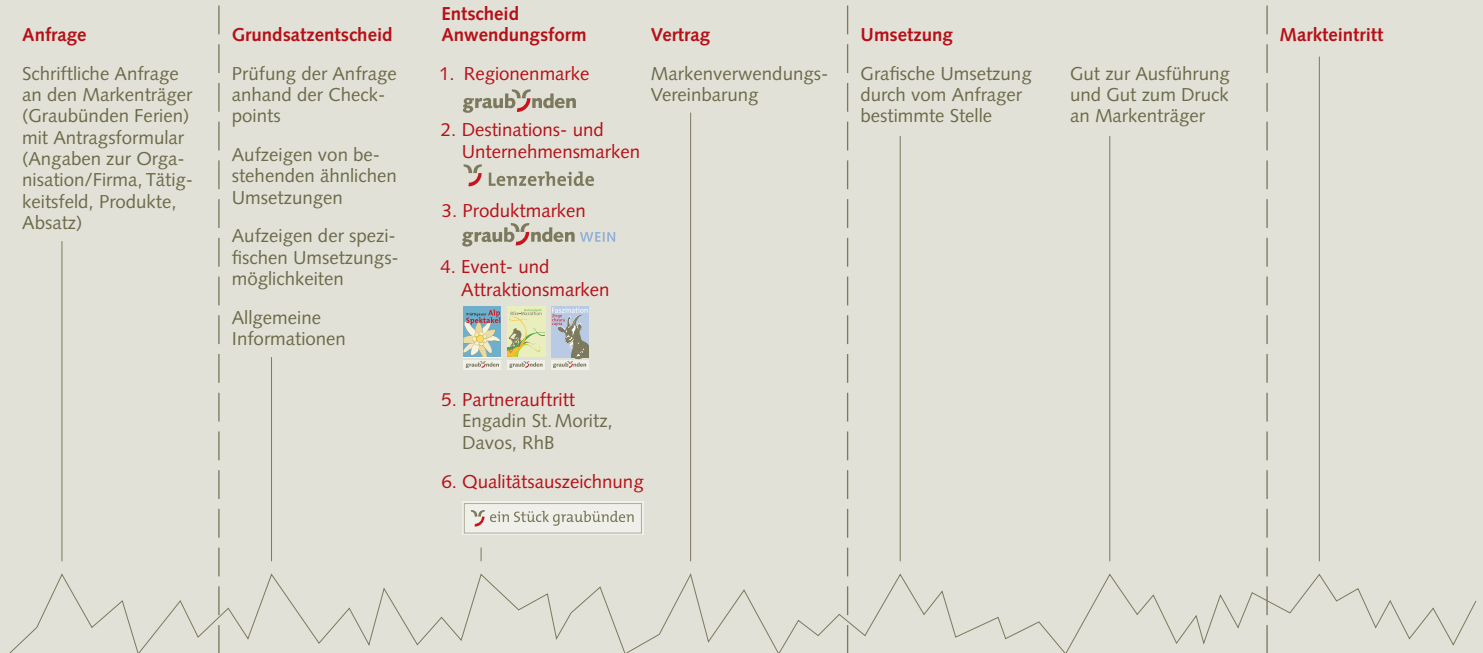 Anfrage
Schriftliche Anfrage
an den Markenträger
(Graubünden Ferien)
mit Antragsformular
(Angaben zur Orga-
nisation/Firma, Tätig-
keitsfeld, Produkte,
Absatz)
Grundsatzentscheid
Prüfung der Anfrage
anhand der Check-
points
Aufzeigen von be-
stehenden ähnlichen
Umsetzungen
Aufzeigen der spezi-
fischen Umsetzungs-
möglichkeiten
Allgemeine
Informationen
Entscheid
Anwendungsform
1. Regionenmarke
graubünden
2. Destinations- und
Unternehmensmarken
Lenzerheide
3. Produktmarken
graubünden WEIN
4. Event- und
Attraktionsmarken
Alp
Spektakel
Faszination
graubünden graubünden graubünden
5. Partnerauftritt
Engadin St. Moritz,
Davos, RhB
6. Qualitätsauszeichnung
ein Stück graubünden
Vertrag
Markenverwendungs-
Vereinbarung
Umsetzung
Grafische Umsetzung
durch vom Anfrager
bestimmte Stelle
Gut zur Ausführung
und Gut zum Druck
an Markenträger
Markteintritt